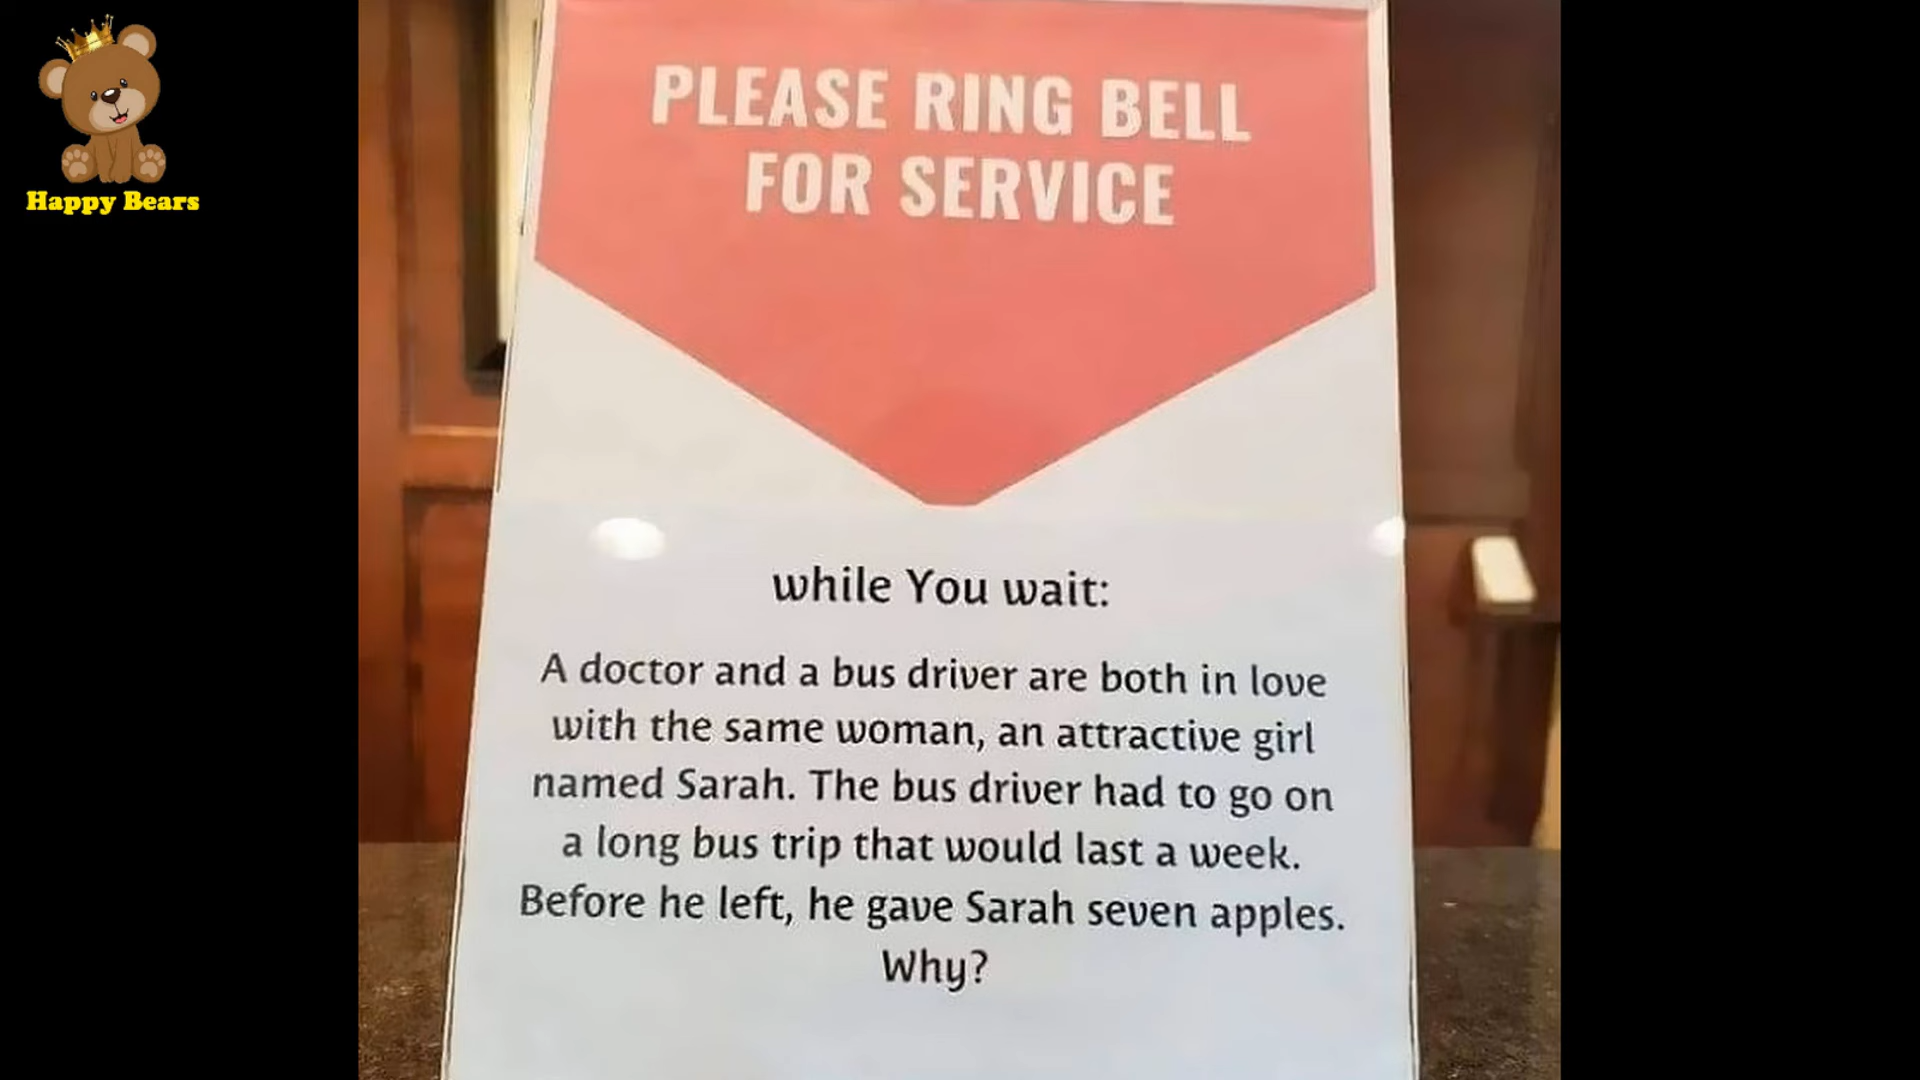 Happy Bears
PLEASE RING BELL
FOR SERVICE
while You wait:
A doctor and a bus driver are both in love
with the same woman, an attractive girl
named Sarah. The bus driver had to go on
a long bus trip that would last a week.
Before he left, he gave Sarah seven apples.
Why?